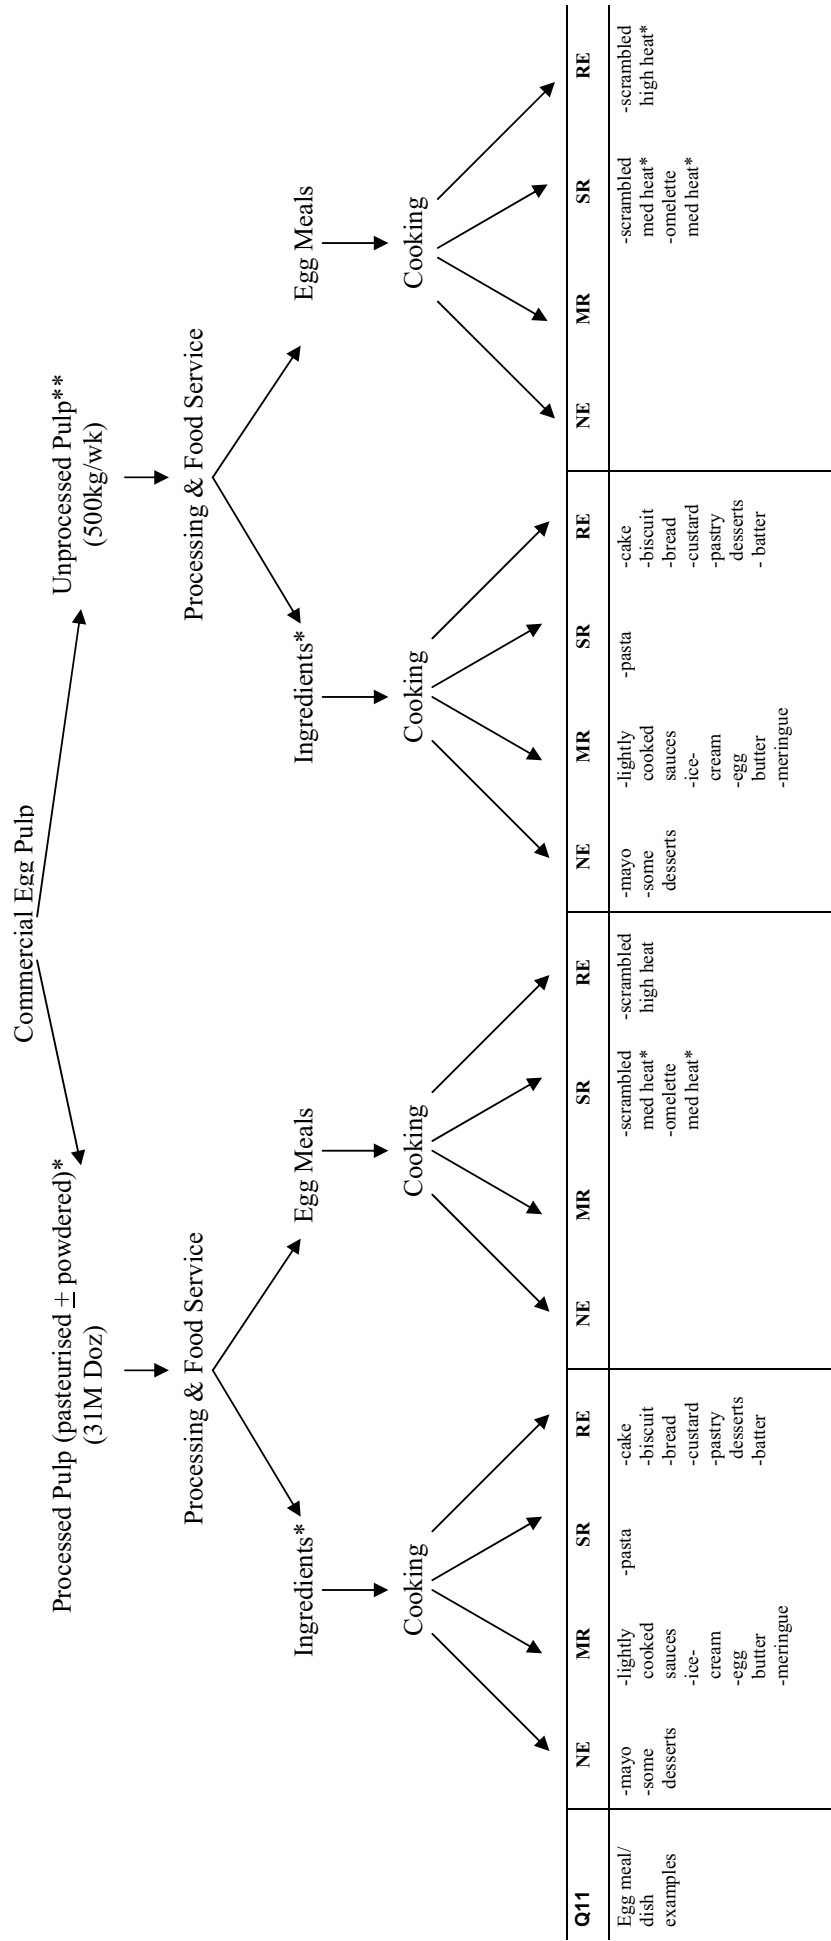 Commercial Egg Pulp
Processed Pulp (pasteurised ± powdered)*
(31M Doz)
Unprocessed Pulp**
(500kg/wk)
Processing & Food Service
Processing & Food Service
Ingredients*
Egg Meals
Ingredients*
Egg Meals
Cooking
Cooking
Cooking
Cooking
Q11
NE
MR
SR
RE
NE
MR
SR
RE
NE
MR
SR
RE
NE
MR
SR
RE
Egg meal/
dish
examples
-mayo
-some
desserts
-lightly
cooked
sauces
-ice-
cream
-egg
butter
-meringue
-pasta
-cake
-biscuit
-bread
-custard
-pastry
desserts
-batter
-scrambled
med heat*
-omelette
med heat*
-scrambled
high heat
-mayo
-some
desserts
-lightly
cooked
sauces
-ice-
cream
-egg
butter
-meringue
-pasta
-cake
-biscuit
-bread
-custard
-pastry
desserts
- batter
-scrambled
med heat*
-omelette
med heat*
-scrambled
high heat*